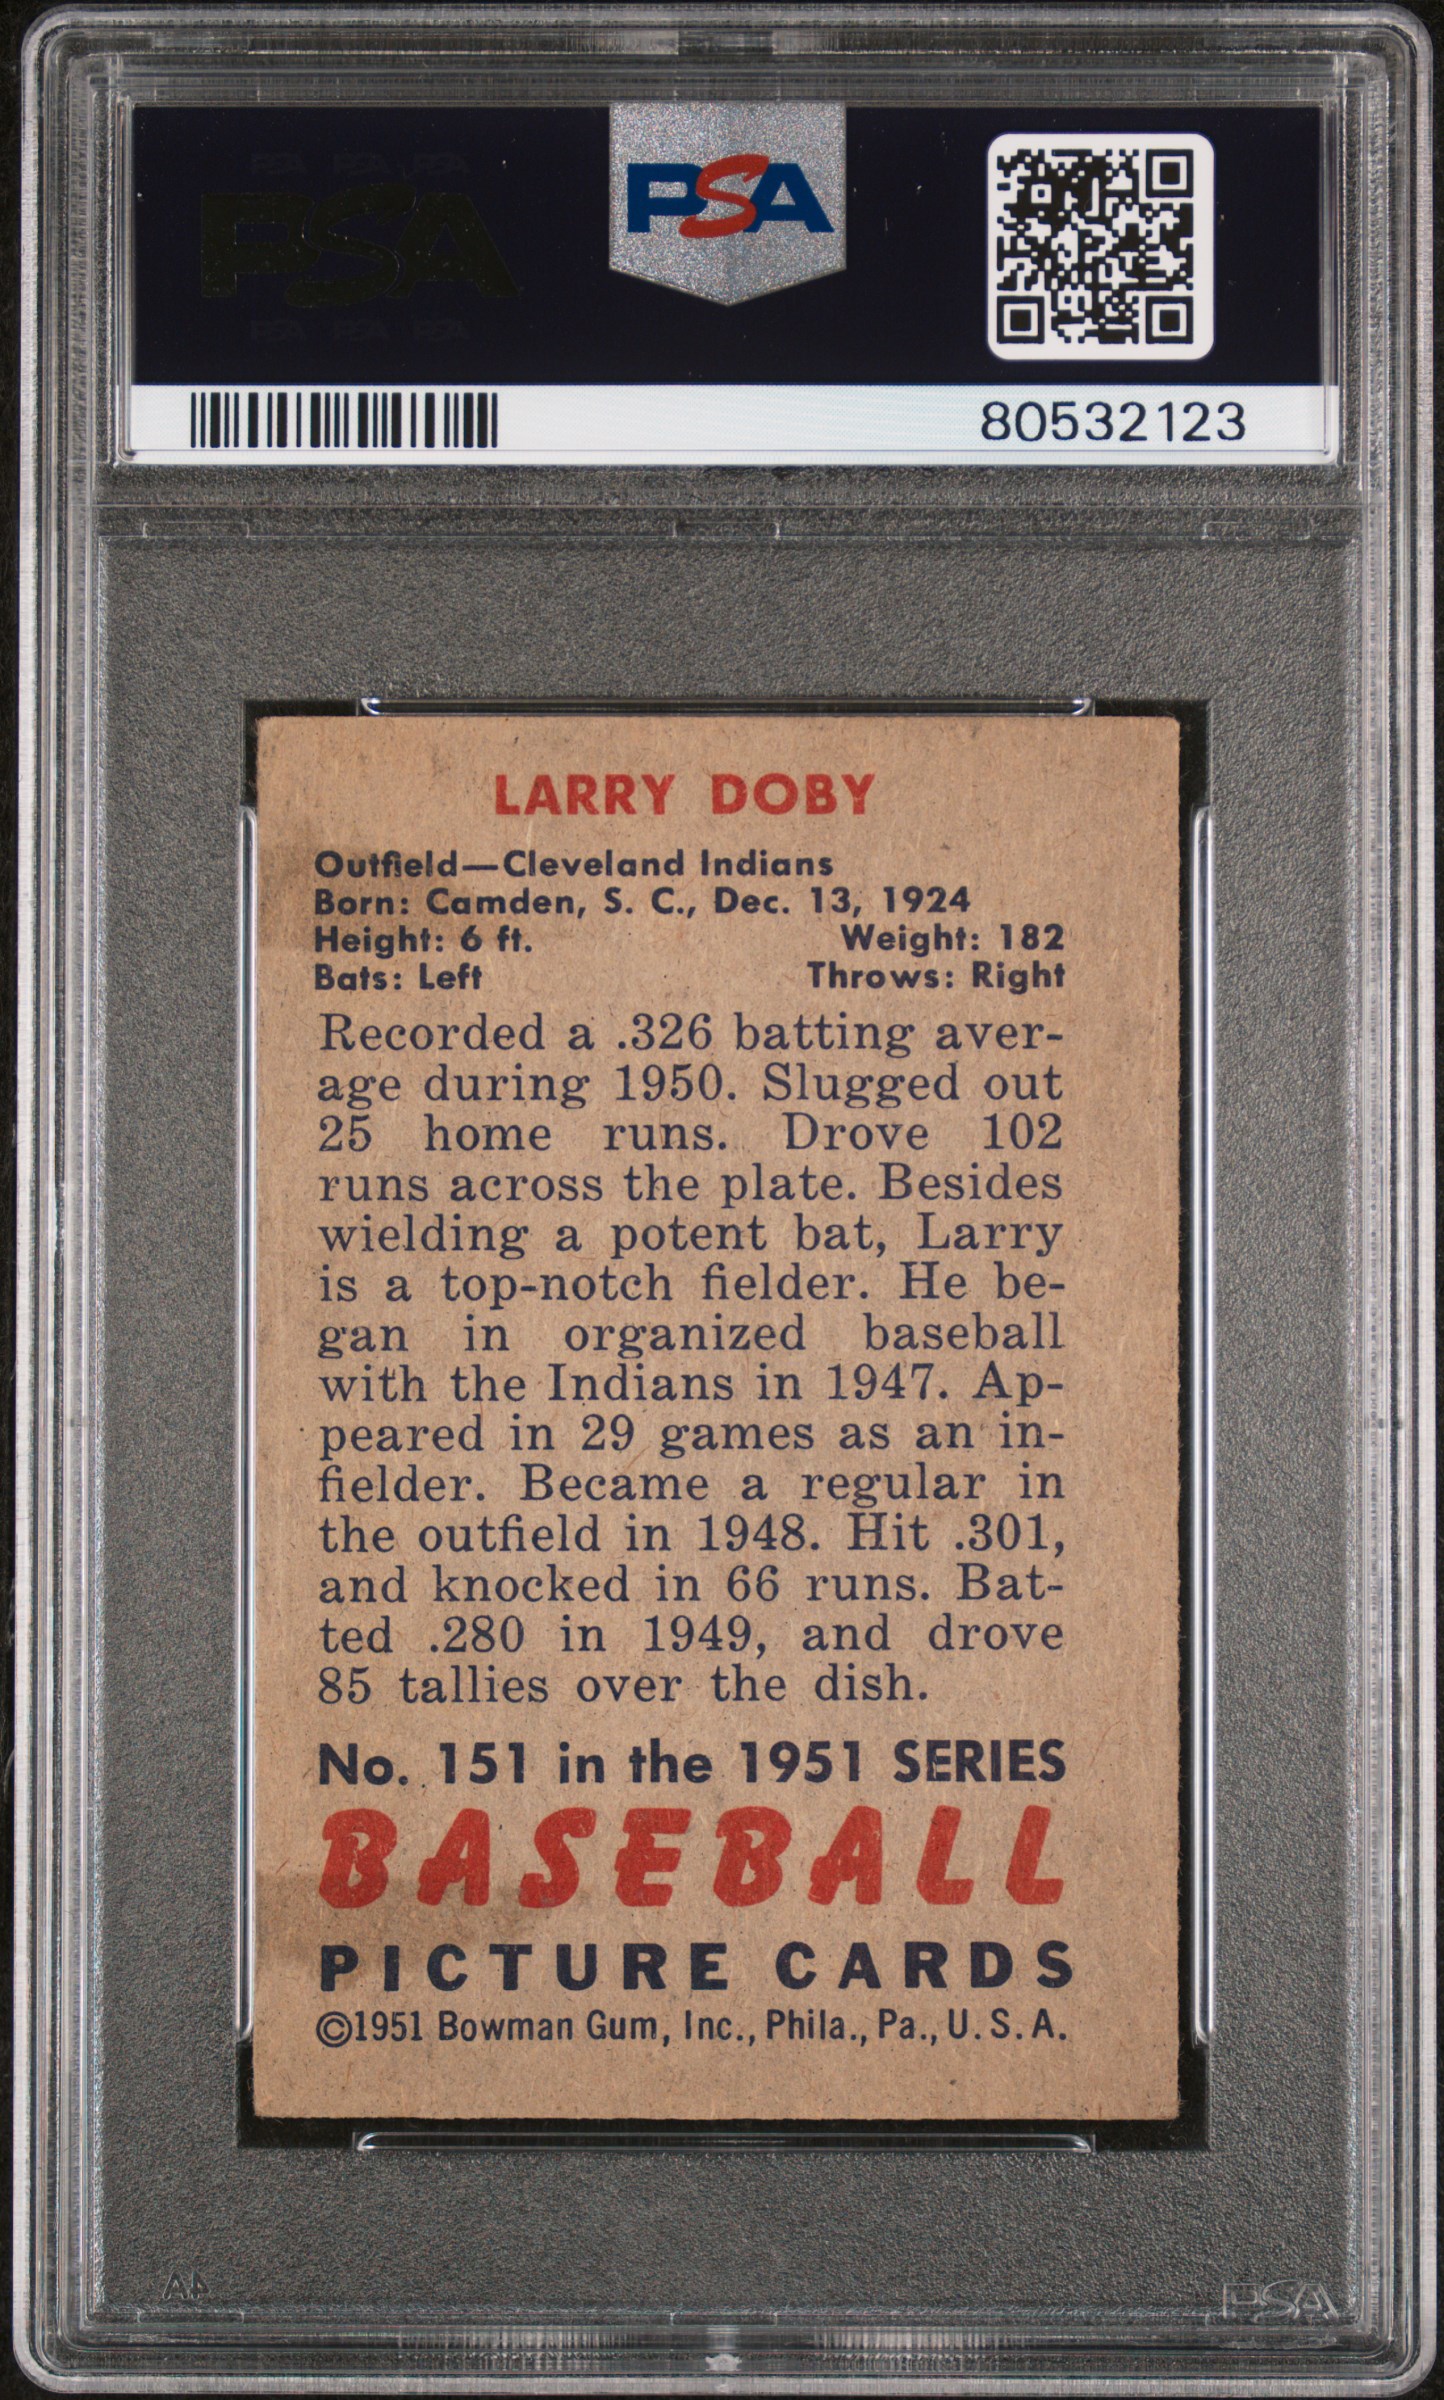 PSA
PSA
80532123
LARRY DOBY
Outfield—Cleveland Indians
Born: Camden, S. C., Dec. 13, 1924
Height: 6 ft. Weight: 182
Bats: Left Throws: Right
Recorded a .326 batting aver-
age during 1950. Slugged out
25 home runs. Drove 102
runs across the plate. Besides
wielding a potent bat, Larry
is a top-notch fielder. He be-
gan in organized baseball
with the Indians in 1947. Ap-
peared in 29 games as an in-
fielder. Became a regular in
the outfield in 1948. Hit .301,
and knocked in 66 runs. Bat-
ted .280 in 1949, and drove
85 tallies over the dish.
No. 151 in the 1951 SERIES
BASEBALL
PICTURE CARDS
©1951 Bowman Gum, Inc., Phila., Pa., U. S. A.
PSA